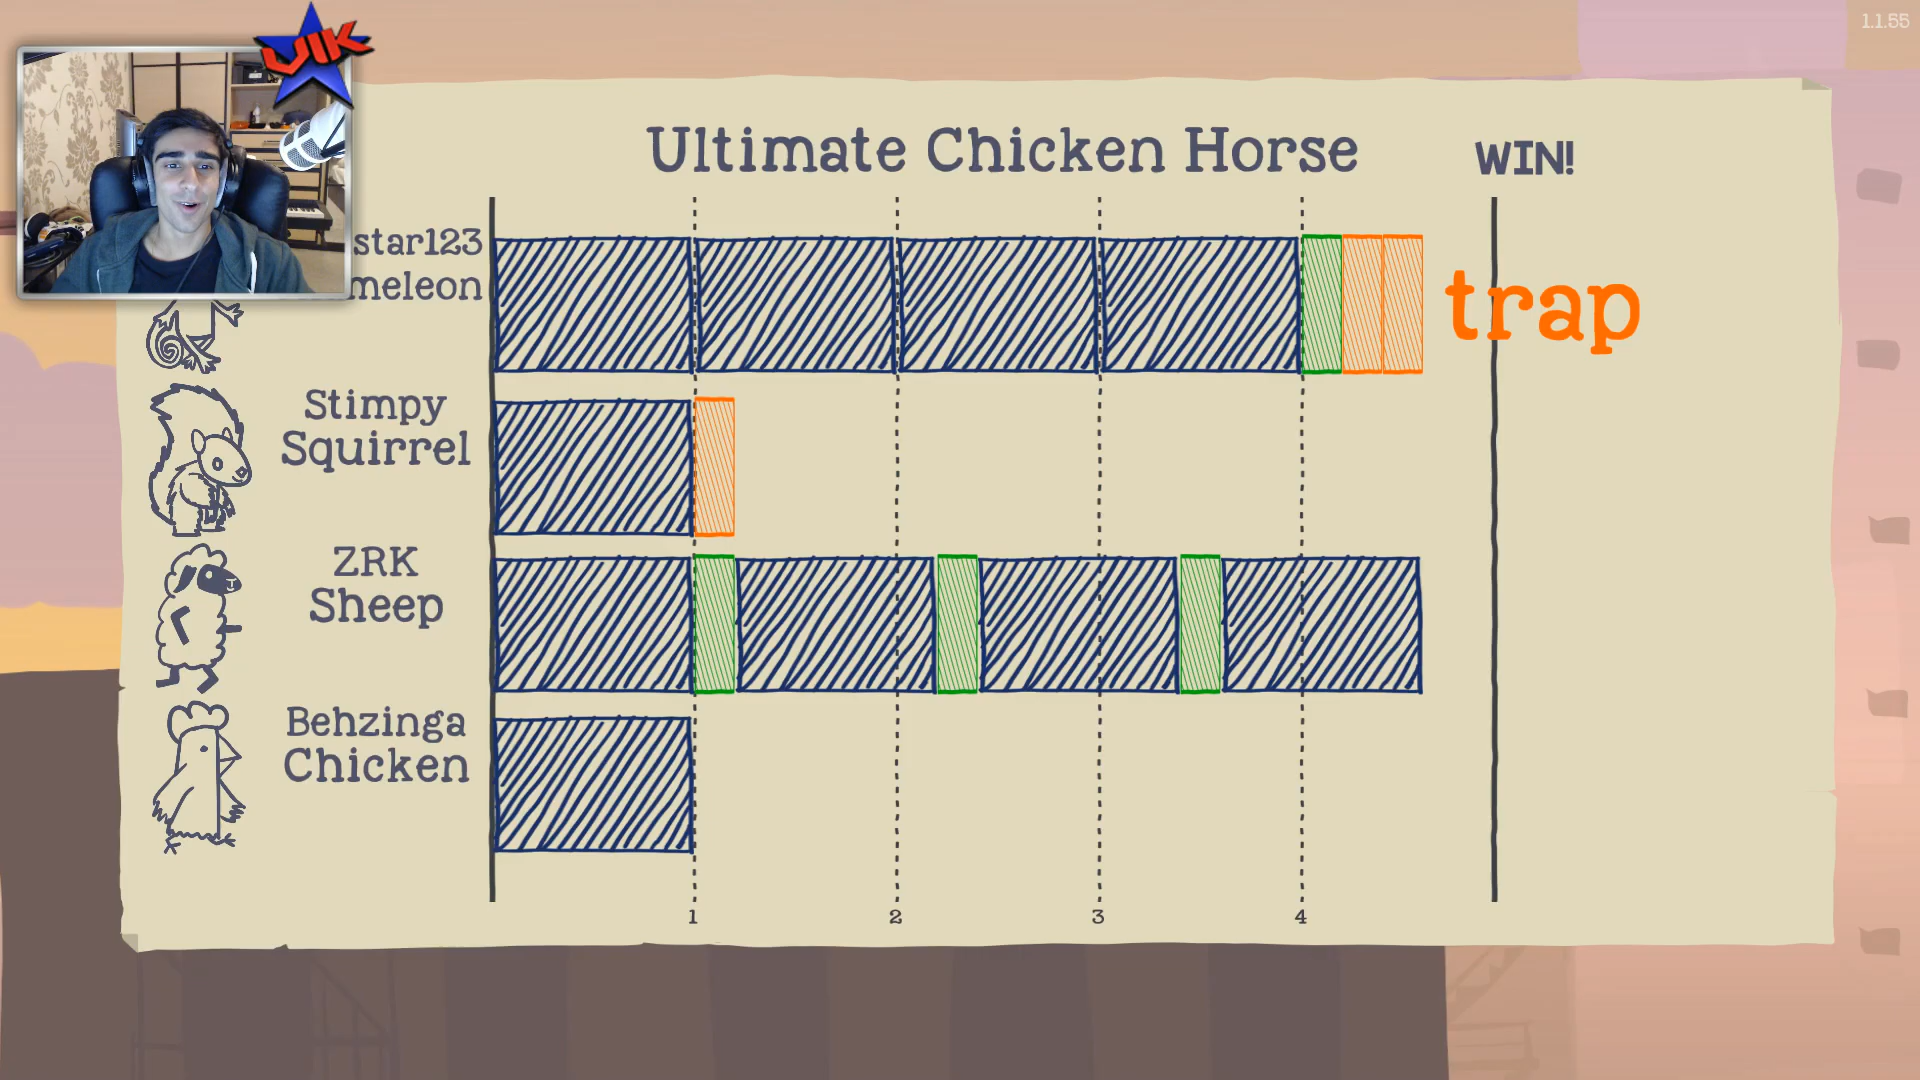 1.1.55
VIK
Ultimate Chicken Horse
WIN!
star123
meleon
trap
Stimpy
Squirrel
ZRK
Sheep
Behzinga
Chicken
1 2 3 4